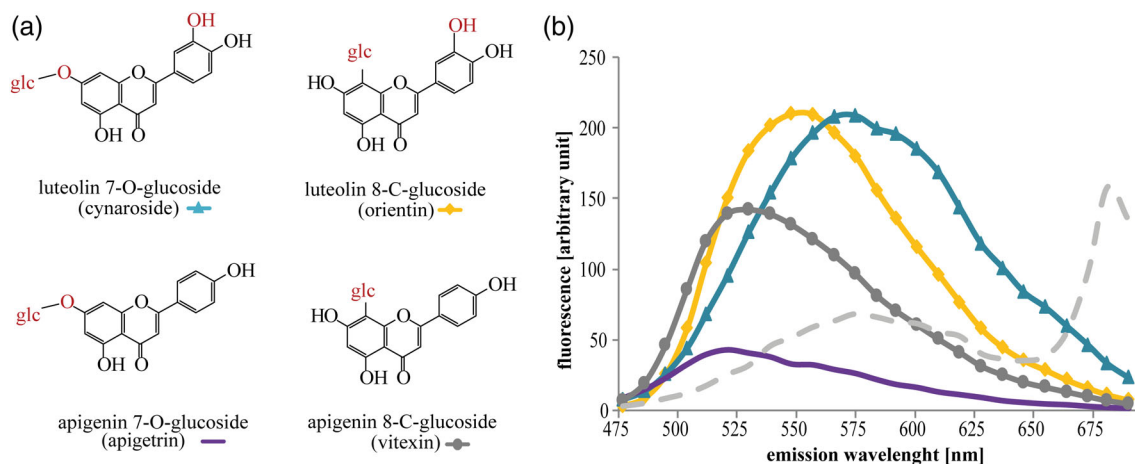 (a)
OH
OH
glc
O
O
OH
O
luteolin 7-O-glucoside
(cynaroside)
OH
OH
glc
HO
O
OH
O
luteolin 8-C-glucoside
(orientin)
OH
glc
O
O
OH
O
apigenin 7-O-glucoside
(apigetrin)
OH
glc
HO
O
OH
O
apigenin 8-C-glucoside
(vitexin)
(b)
fluorescence [arbitrary unit]
250
200
150
100
50
0
475 500 525 550 575 600 625 650
emission wavelenght [nm]